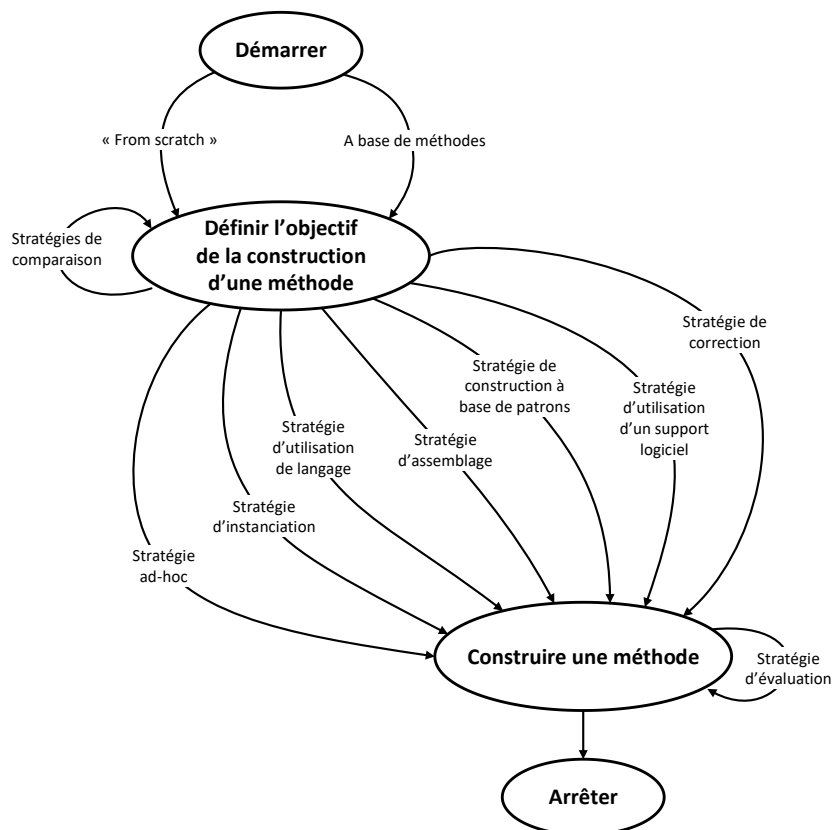 Démarrer
« From scratch »
A base de méthodes
Définir l’objectif
de la construction
d’une méthode
Stratégies de
comparaison
Stratégie de
correction
Stratégie de
construction à
base de patrons
Stratégie
d’utilisation
d’un support
logiciel
Stratégie
d’utilisation
de langage
Stratégie
d’assemblage
Stratégie
d’instanciation
Stratégie
ad-hoc
Construire une méthode
Stratégie
d’évaluation
Arrêter